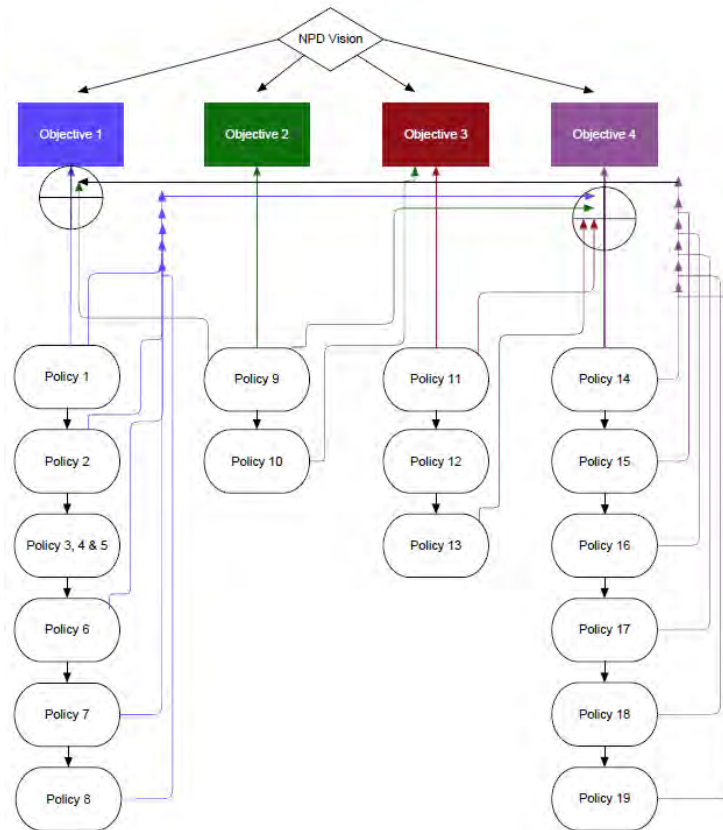 NPD Vision
Objective 1
Objective 2
Objective 3
Objective 4
Policy 1
Policy 9
Policy 11
Policy 14
Policy 2
Policy 10
Policy 12
Policy 15
Policy 3, 4 & 5
Policy 13
Policy 16
Policy 6
Policy 17
Policy 7
Policy 18
Policy 8
Policy 19